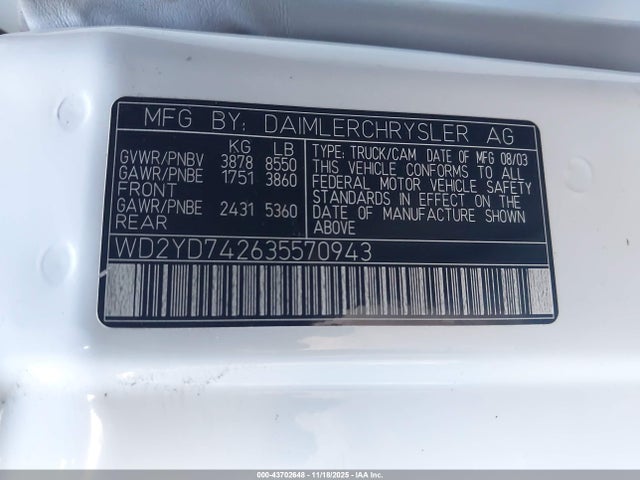 MFG BY: DAIMLERCHRYSLER AG
KG LB
GVWR/PNBV 3878 8550
GAWR/PNBE 1751 3860
FRONT
GAWR/PNBE 2431 5360
REAR
TYPE: TRUCK/CAM DATE OF MFG 08/03
THIS VEHICLE CONFORMS TO ALL
FEDERAL MOTOR VEHICLE SAFETY
STANDARDS IN EFFECT ON THE
DATE OF MANUFACTURE SHOWN
ABOVE
WD2YD742635570943
000-43702648 - 11/18/2025 - IAA Inc.